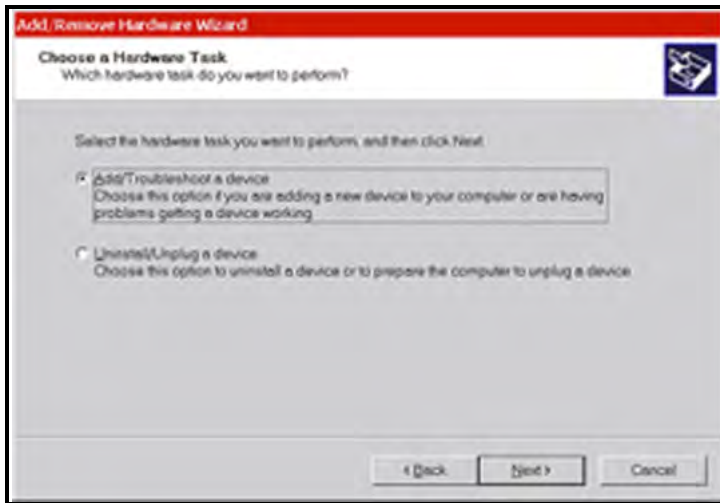 Add/Remove Hardware Wizard
Choose a Hardware Task
Which hardware task do you want to perform?
Select the hardware task you want to perform, and then click Next.
Add/Troubleshoot a device
Choose this option if you are adding a new device to your computer or are having
problems getting a device working.
Uninstall/Unplug a device
Choose this option to uninstall a device or to prepare the computer to unplug a device.
< Back
Next >
Cancel